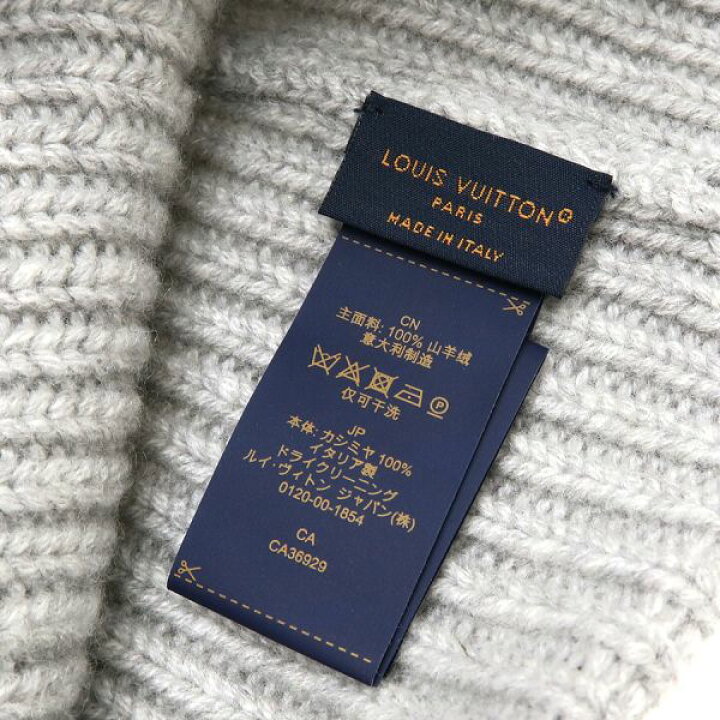 LOUIS VUITTON
PARIS
MADE IN ITALY
CN
主面料: 100% 山羊绒
意大利制造
P
仅可干洗
JP
本体: カシミヤ 100%
イタリア製
ドライクリーニング
ルイ・ヴィトン ジャパン(株)
0120-00-1854
CA
CA36929